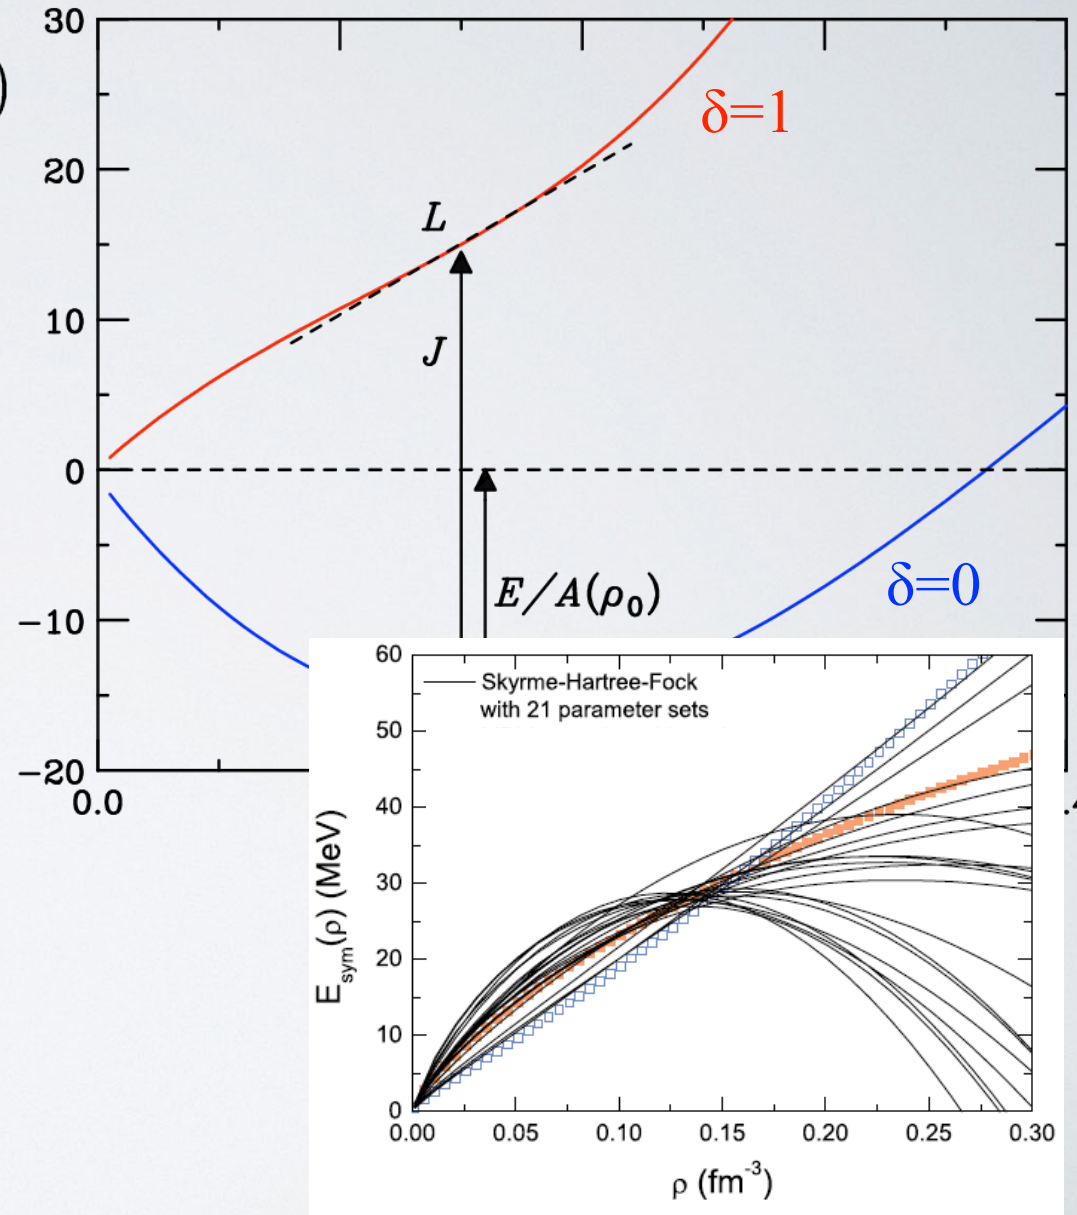 )
30
δ=1
20
L
10
J
0
E/A(ρ₀)
δ=0
−10
−20
0.0
.4
60
Skyrme-Hartree-Fock
with 21 parameter sets
50
40
30
20
10
0
E_sym(ρ) (MeV)
0.00 0.05 0.10 0.15 0.20 0.25 0.30
ρ (fm⁻³)